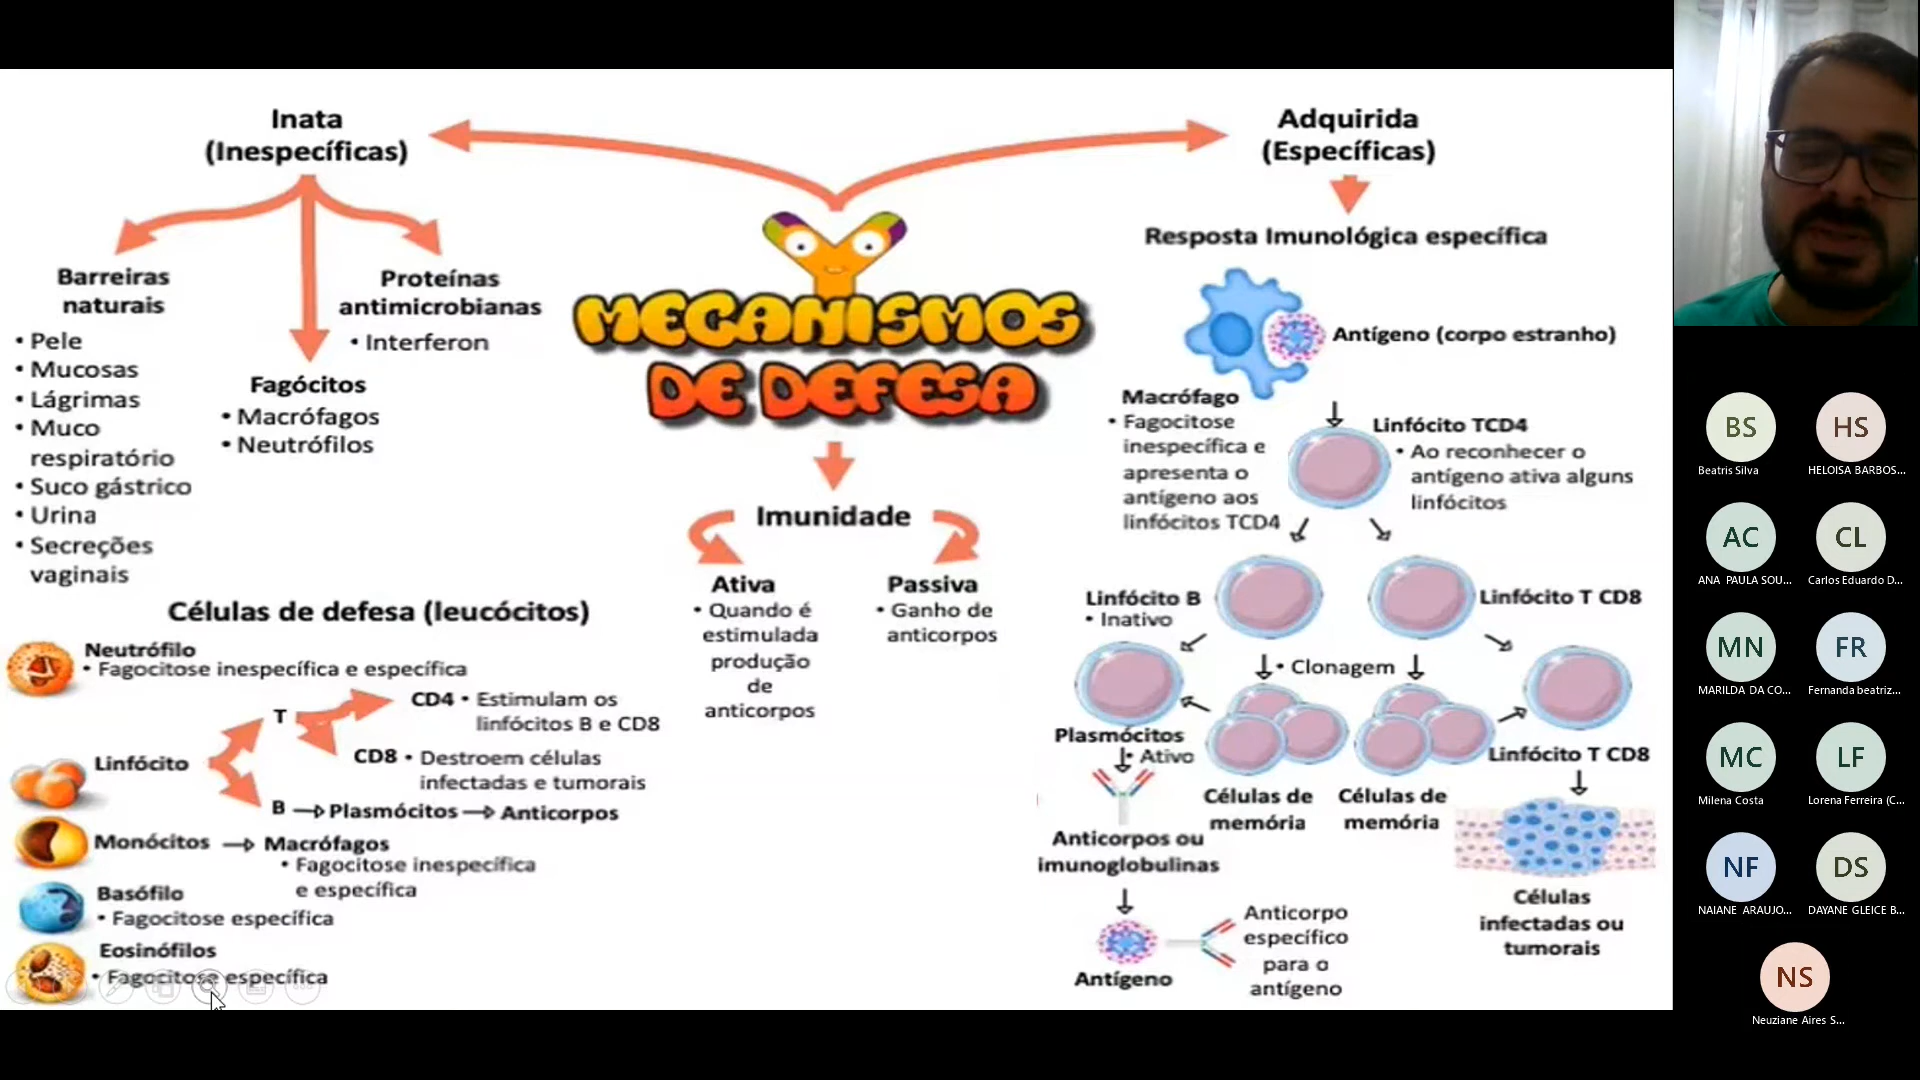 Inata
(Inespecíficas)
Barreiras
naturais
• Pele
• Mucosas
• Lágrimas
• Muco
respiratório
• Suco gástrico
• Urina
• Secreções
vaginais
Fagócitos
• Macrófagos
• Neutrófilos
Proteínas
antimicrobianas
• Interferon
MECANISMOS
DE DEFESA
Imunidade
Ativa
• Quando é
estimulada
produção
de
anticorpos
Passiva
• Ganho de
anticorpos
Células de defesa (leucócitos)
Neutrófilo
• Fagocitose inespecífica e específica
Linfócito
T
CD4 • Estimulam os
linfócitos B e CD8
CD8 • Destroem células
infectadas e tumorais
B → Plasmócitos → Anticorpos
Monócitos → Macrófagos
• Fagocitose inespecífica
e específica
Basófilo
• Fagocitose específica
Eosinófilos
• Fagocitose específica
Adquirida
(Específicas)
Resposta Imunológica específica
Antígeno (corpo estranho)
Macrófago
• Fagocitose
inespecífica e
apresenta o
antígeno aos
linfócitos TCD4
Linfócito TCD4
• Ao reconhecer o
antígeno ativa alguns
linfócitos
Linfócito B
• Inativo
Linfócito T CD8
• Clonagem
Plasmócitos
• Ativo
Células de
memória
Células de
memória
Linfócito T CD8
Anticorpos ou
imunoglobulinas
Células
infectadas ou
tumorais
Antígeno
Anticorpo
específico
para o
antígeno
BS
Beatris Silva
HS
HELOISA BARBOS...
AC
ANA PAULA SOU...
CL
Carlos Eduardo D...
MN
MARILDA DA CO...
FR
Fernanda beatriz...
MC
Milena Costa
LF
Lorena Ferreira (C...
NF
NAIANE ARAUJO...
DS
DAYANE GLEICE B...
NS
Neuziane Aires S...